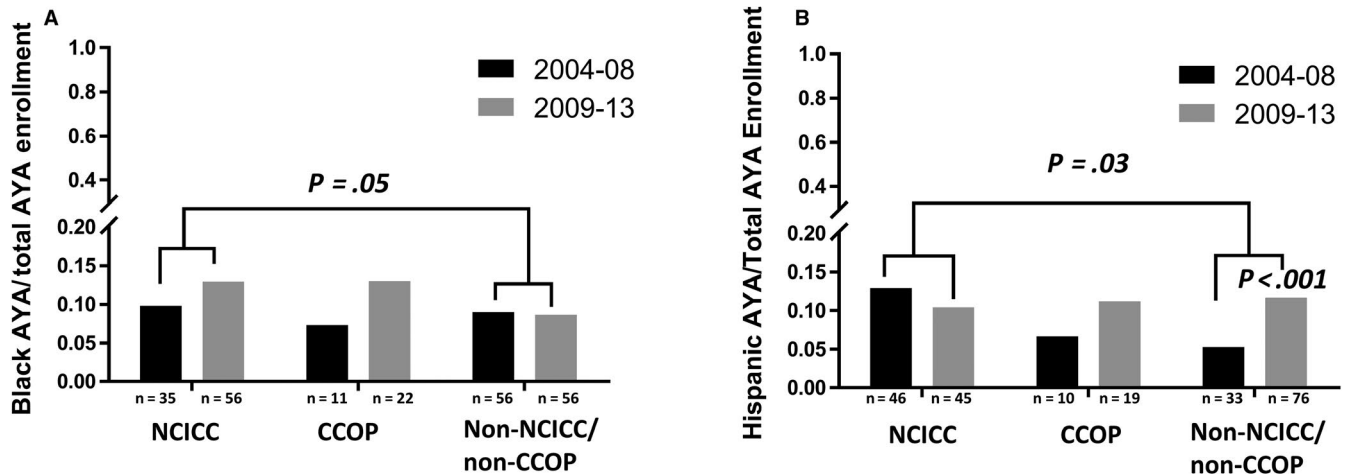 A
Black AYA/total AYA enrollment
1.0
0.8
0.6
0.4
0.20
0.15
0.10
0.05
0.00
2004-08
2009-13
P = .05
n = 35 n = 56 n = 11 n = 22 n = 56 n = 56
NCICC CCOP Non-NCICC/
non-CCOP
B
Hispanic AYA/Total AYA Enrollment
1.0
0.8
0.6
0.4
0.20
0.15
0.10
0.05
0.00
2004-08
2009-13
P = .03
P < .001
n = 46 n = 45 n = 10 n = 19 n = 33 n = 76
NCICC CCOP Non-NCICC/
non-CCOP